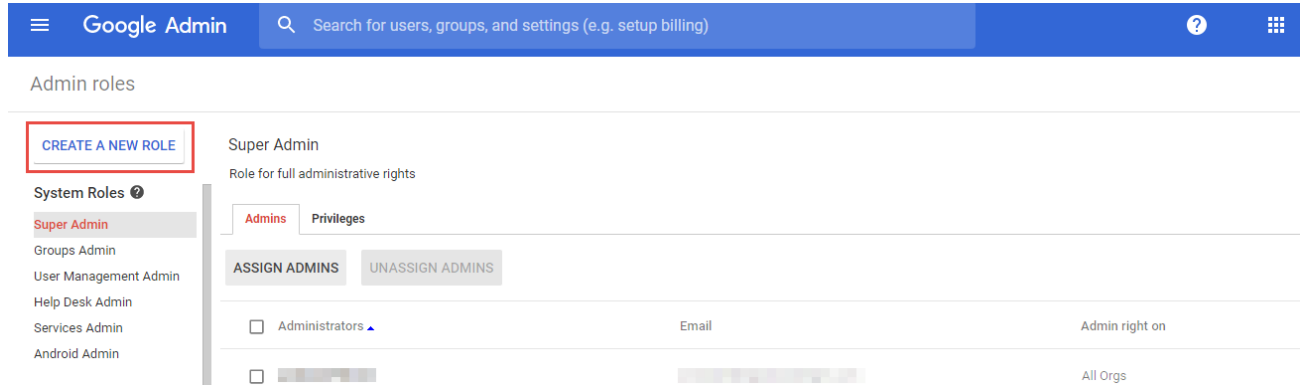 Google Admin
Search for users, groups, and settings (e.g. setup billing)
Admin roles
CREATE A NEW ROLE
System Roles
Super Admin
Groups Admin
User Management Admin
Help Desk Admin
Services Admin
Android Admin
Super Admin
Role for full administrative rights
Admins Privileges
ASSIGN ADMINS UNASSIGN ADMINS
Administrators Email Admin right on
All Orgs